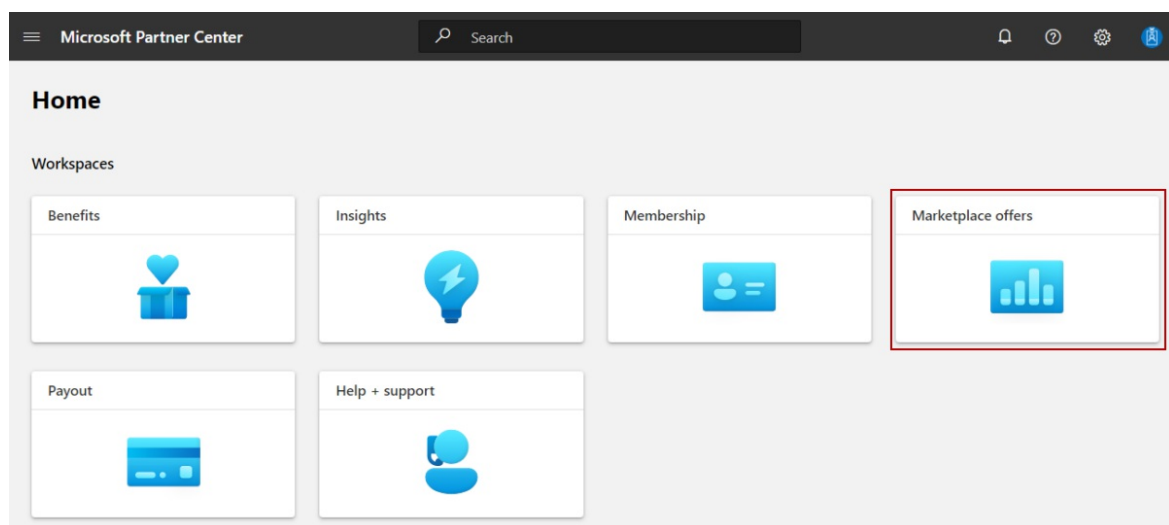 Microsoft Partner Center
Search
Home
Workspaces
Benefits
Insights
Membership
Marketplace offers
Payout
Help + support